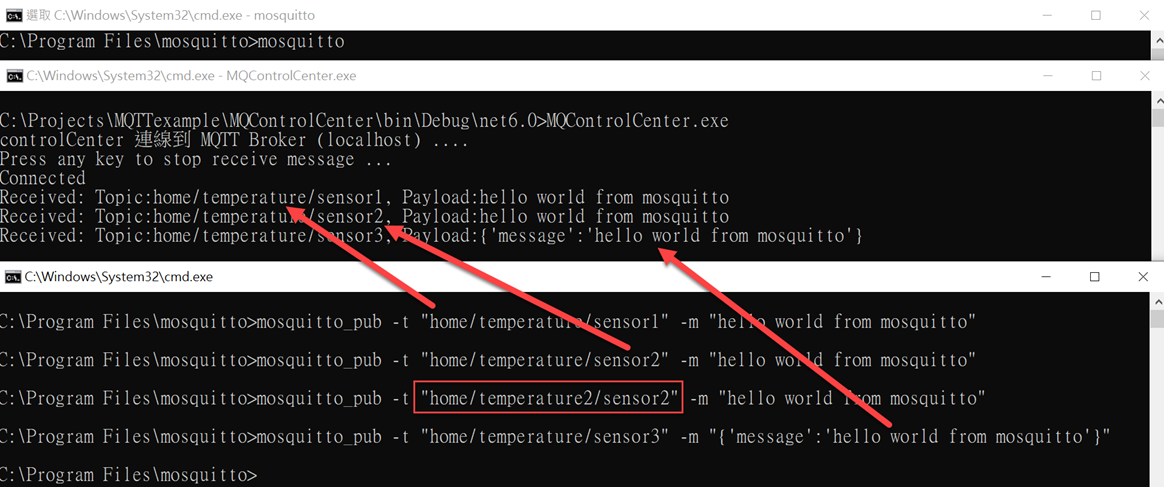 選取 C:\Windows\System32\cmd.exe - mosquitto
C:\Program Files\mosquitto>mosquitto
C:\Windows\System32\cmd.exe - MQControlCenter.exe
C:\Projects\MQTTexample\MQControlCenter\bin\Debug\net6.0>MQControlCenter.exe
controlCenter 連線到 MQTT Broker (localhost) ....
Press any key to stop receive message ...
Connected
Received: Topic:home/temperature/sensor1, Payload:hello world from mosquitto
Received: Topic:home/temperature/sensor2, Payload:hello world from mosquitto
Received: Topic:home/temperature/sensor3, Payload:{'message':'hello world from mosquitto'}
C:\Windows\System32\cmd.exe
C:\Program Files\mosquitto>mosquitto_pub -t "home/temperature/sensor1" -m "hello world from mosquitto"
C:\Program Files\mosquitto>mosquitto_pub -t "home/temperature/sensor2" -m "hello world from mosquitto"
C:\Program Files\mosquitto>mosquitto_pub -t "home/temperature2/sensor2" -m "hello world from mosquitto"
C:\Program Files\mosquitto>mosquitto_pub -t "home/temperature/sensor3" -m "{'message':'hello world from mosquitto'}"
C:\Program Files\mosquitto>